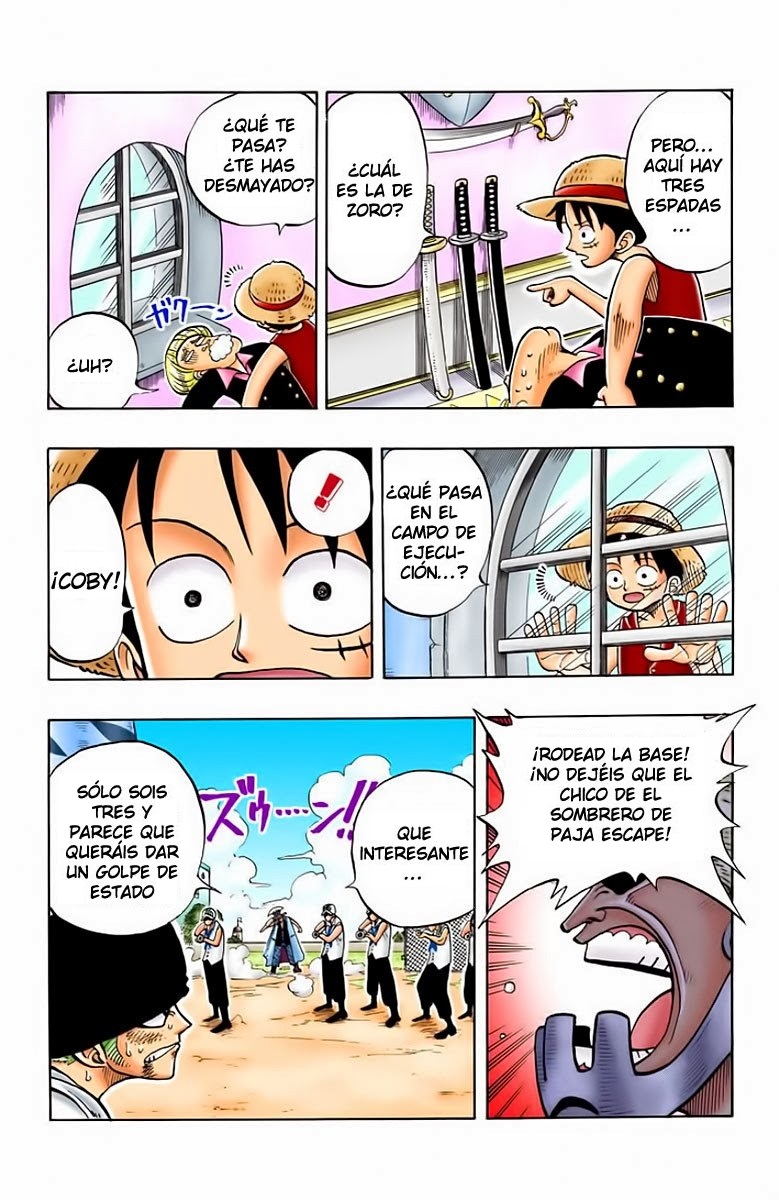 PERO...
AQUÍ HAY
TRES
ESPADAS
...
¿CUÁL
ES LA DE
ZORO?
¿QUÉ TE
PASA?
¿TE HAS
DESMAYADO?
ガクーン
¿UH?
¿QUÉ PASA
EN EL
CAMPO DE
EJECU-
CIÓN...?
!
¡COBY!
¡RODEAD LA BASE!
¡NO DEJÉIS QUE EL
CHICO DE EL
SOMBRERO DE
PAJA ESCAPE!
QUE
INTERESANTE
...
ズゥ····ン!!
SÓLO SOIS
TRES Y
PARECE QUE
QUERÁIS DAR
UN GOLPE DE
ESTADO